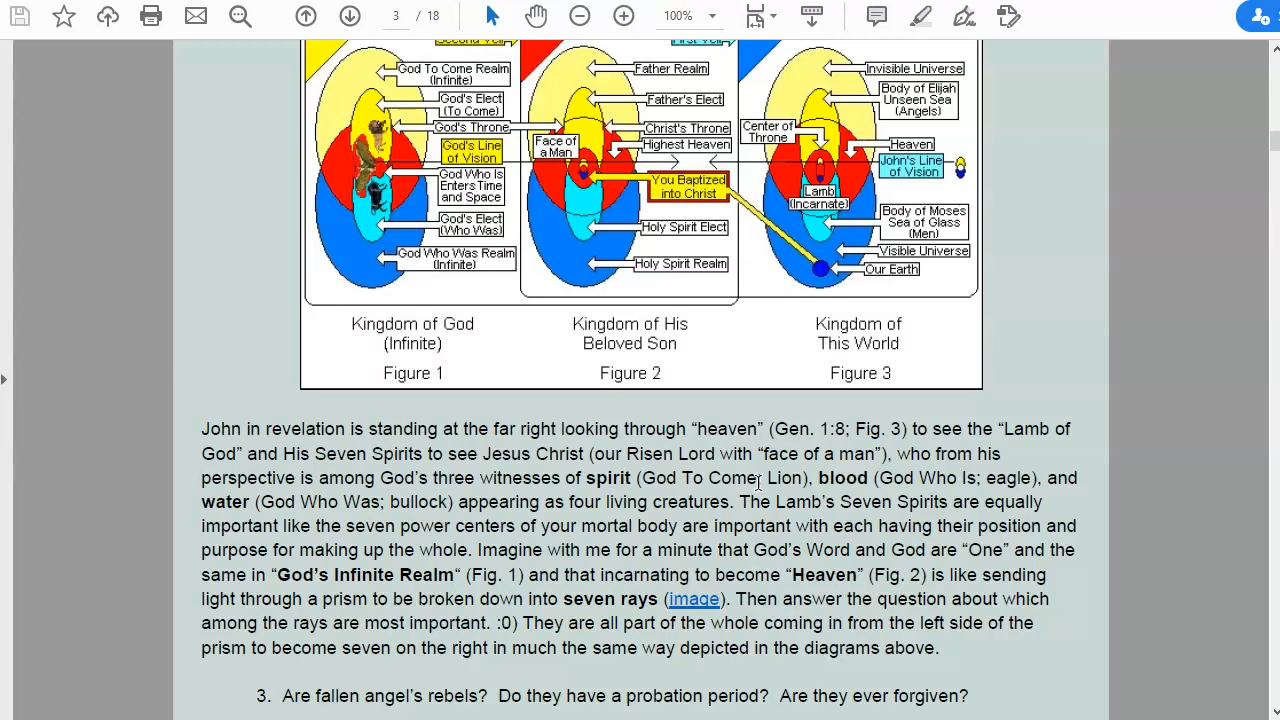 3 / 18
100%
Second Veil
First Veil
God To Come Realm
(Infinite)
God's Elect
(To Come)
God's Throne
God's Line
of Vision
God Who Is
Enters Time
and Space
God's Elect
(Who Was)
God Who Was Realm
(Infinite)
Father Realm
Father's Elect
Christ's Throne
Highest Heaven
Face of
a Man
You Baptized
into Christ
Holy Spirit Elect
Holy Spirit Realm
Invisible Universe
Body of Elijah
Unseen Sea
(Angels)
Center of
Throne
Heaven
John's Line
of Vision
Lamb
(Incarnate)
Body of Moses
Sea of Glass
(Men)
Visible Universe
Our Earth
Kingdom of God
(Infinite)
Figure 1
Kingdom of His
Beloved Son
Figure 2
Kingdom of
This World
Figure 3
John in revelation is standing at the far right looking through “heaven” (Gen. 1:8; Fig. 3) to see the “Lamb of
God” and His Seven Spirits to see Jesus Christ (our Risen Lord with “face of a man”), who from his
perspective is among God’s three witnesses of spirit (God To Come; Lion), blood (God Who Is; eagle), and
water (God Who Was; bullock) appearing as four living creatures. The Lamb’s Seven Spirits are equally
important like the seven power centers of your mortal body are important with each having their position and
purpose for making up the whole. Imagine with me for a minute that God’s Word and God are “One” and the
same in “God’s Infinite Realm“ (Fig. 1) and that incarnating to become “Heaven” (Fig. 2) is like sending
light through a prism to be broken down into seven rays (image). Then answer the question about which
among the rays are most important. :0) They are all part of the whole coming in from the left side of the
prism to become seven on the right in much the same way depicted in the diagrams above.
3. Are fallen angel’s rebels? Do they have a probation period? Are they ever forgiven?